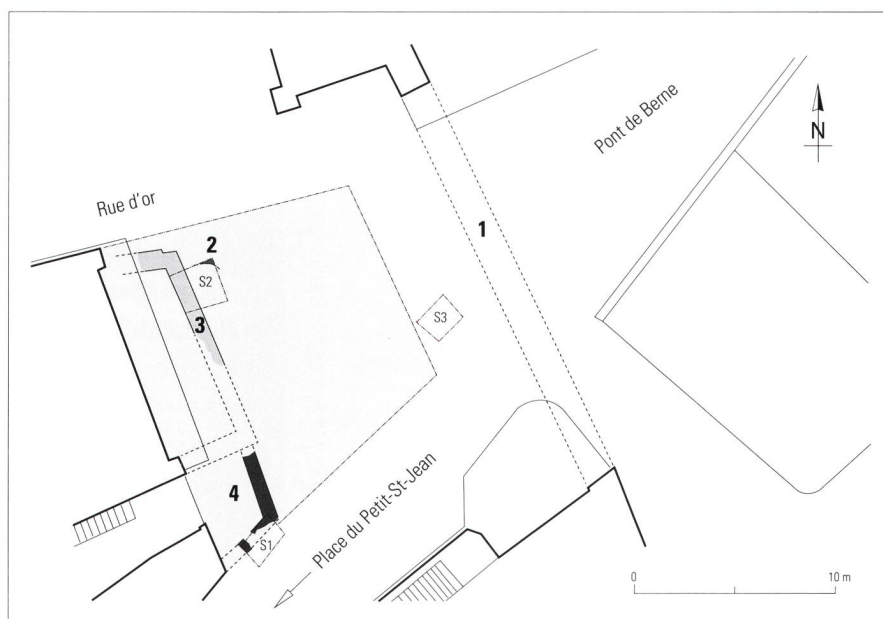 Pont de Berne
N
Rue d'or
1
2
S2
3
S3
4
S1
Place du Petit-St-Jean
0 10 m